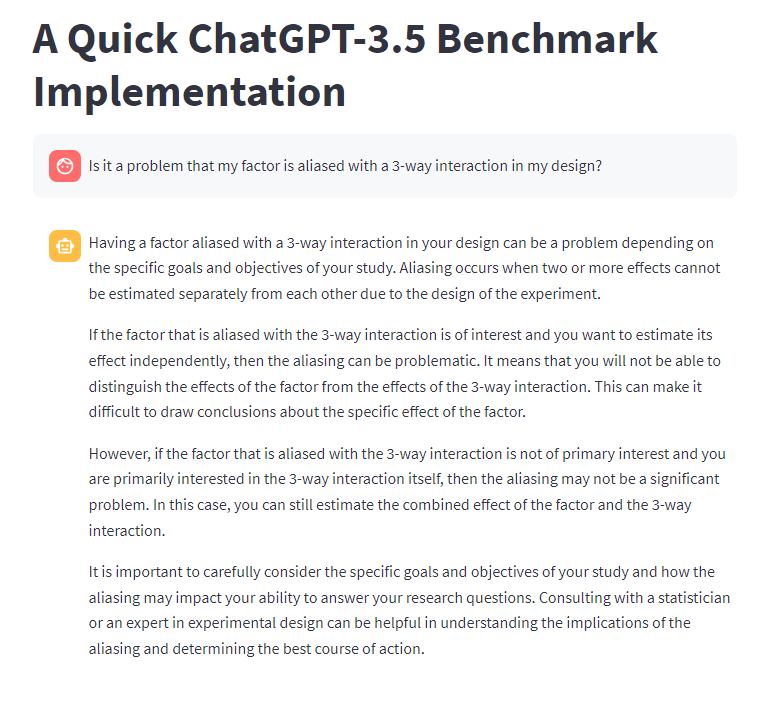 A Quick ChatGPT-3.5 Benchmark
Implementation
Is it a problem that my factor is aliased with a 3-way interaction in my design?
Having a factor aliased with a 3-way interaction in your design can be a problem depending on
the specific goals and objectives of your study. Aliasing occurs when two or more effects cannot
be estimated separately from each other due to the design of the experiment.
If the factor that is aliased with the 3-way interaction is of interest and you want to estimate its
effect independently, then the aliasing can be problematic. It means that you will not be able to
distinguish the effects of the factor from the effects of the 3-way interaction. This can make it
difficult to draw conclusions about the specific effect of the factor.
However, if the factor that is aliased with the 3-way interaction is not of primary interest and you
are primarily interested in the 3-way interaction itself, then the aliasing may not be a significant
problem. In this case, you can still estimate the combined effect of the factor and the 3-way
interaction.
It is important to carefully consider the specific goals and objectives of your study and how the
aliasing may impact your ability to answer your research questions. Consulting with a statistician
or an expert in experimental design can be helpful in understanding the implications of the
aliasing and determining the best course of action.